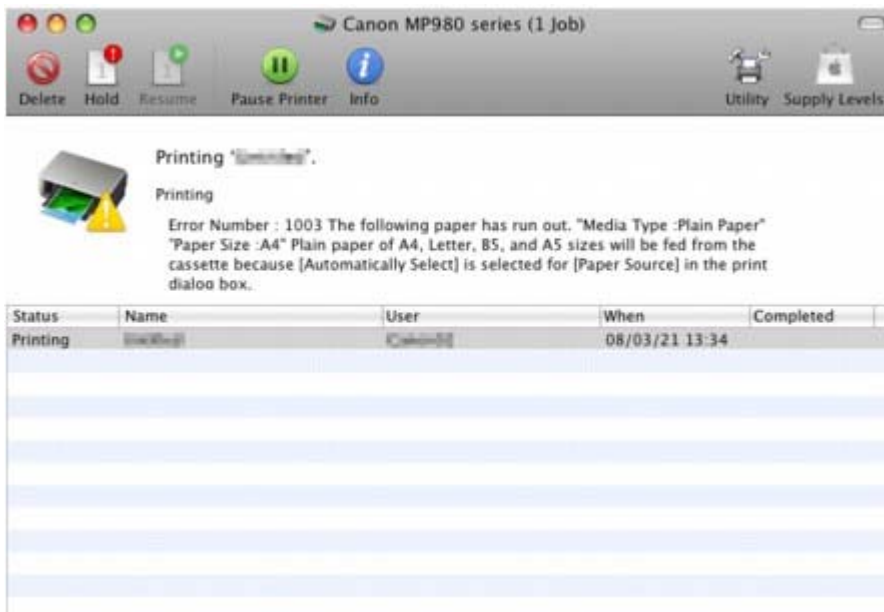 Canon MP980 series (1 Job)
Delete Hold Resume Pause Printer Info Utility Supply Levels
Printing "
Printing
Error Number : 1003 The following paper has run out. "Media Type :Plain Paper"
"Paper Size :A4" Plain paper of A4, Letter, B5, and A5 sizes will be fed from the
cassette because [Automatically Select] is selected for [Paper Source] in the print
dialog box.
Status Name User When Completed
Printing 08/03/21 13:34